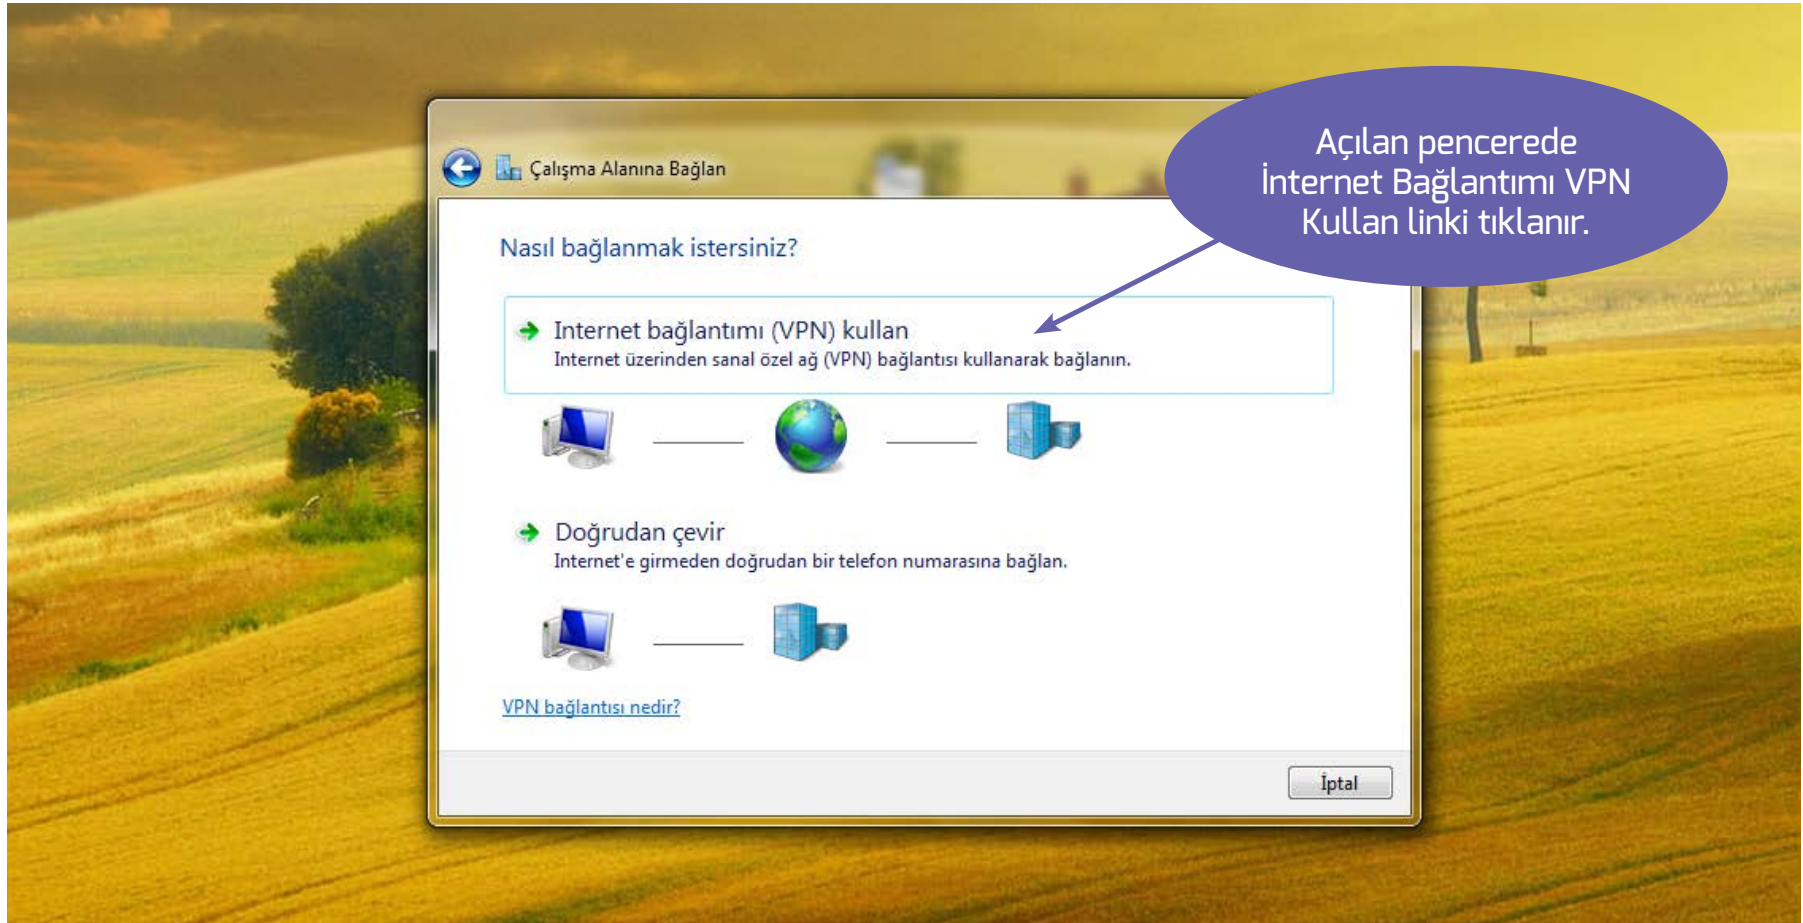 Açılan pencerede
İnternet Bağlantımı VPN
Kullan linki tıklanır.
Çalışma Alanına Bağlan
Nasıl bağlanmak istersiniz?
Internet bağlantımı (VPN) kullan
Internet üzerinden sanal özel ağ (VPN) bağlantısı kullanarak bağlanın.
Doğrudan çevir
Internet'e girmeden doğrudan bir telefon numarasına bağlan.
VPN bağlantısı nedir?
İptal